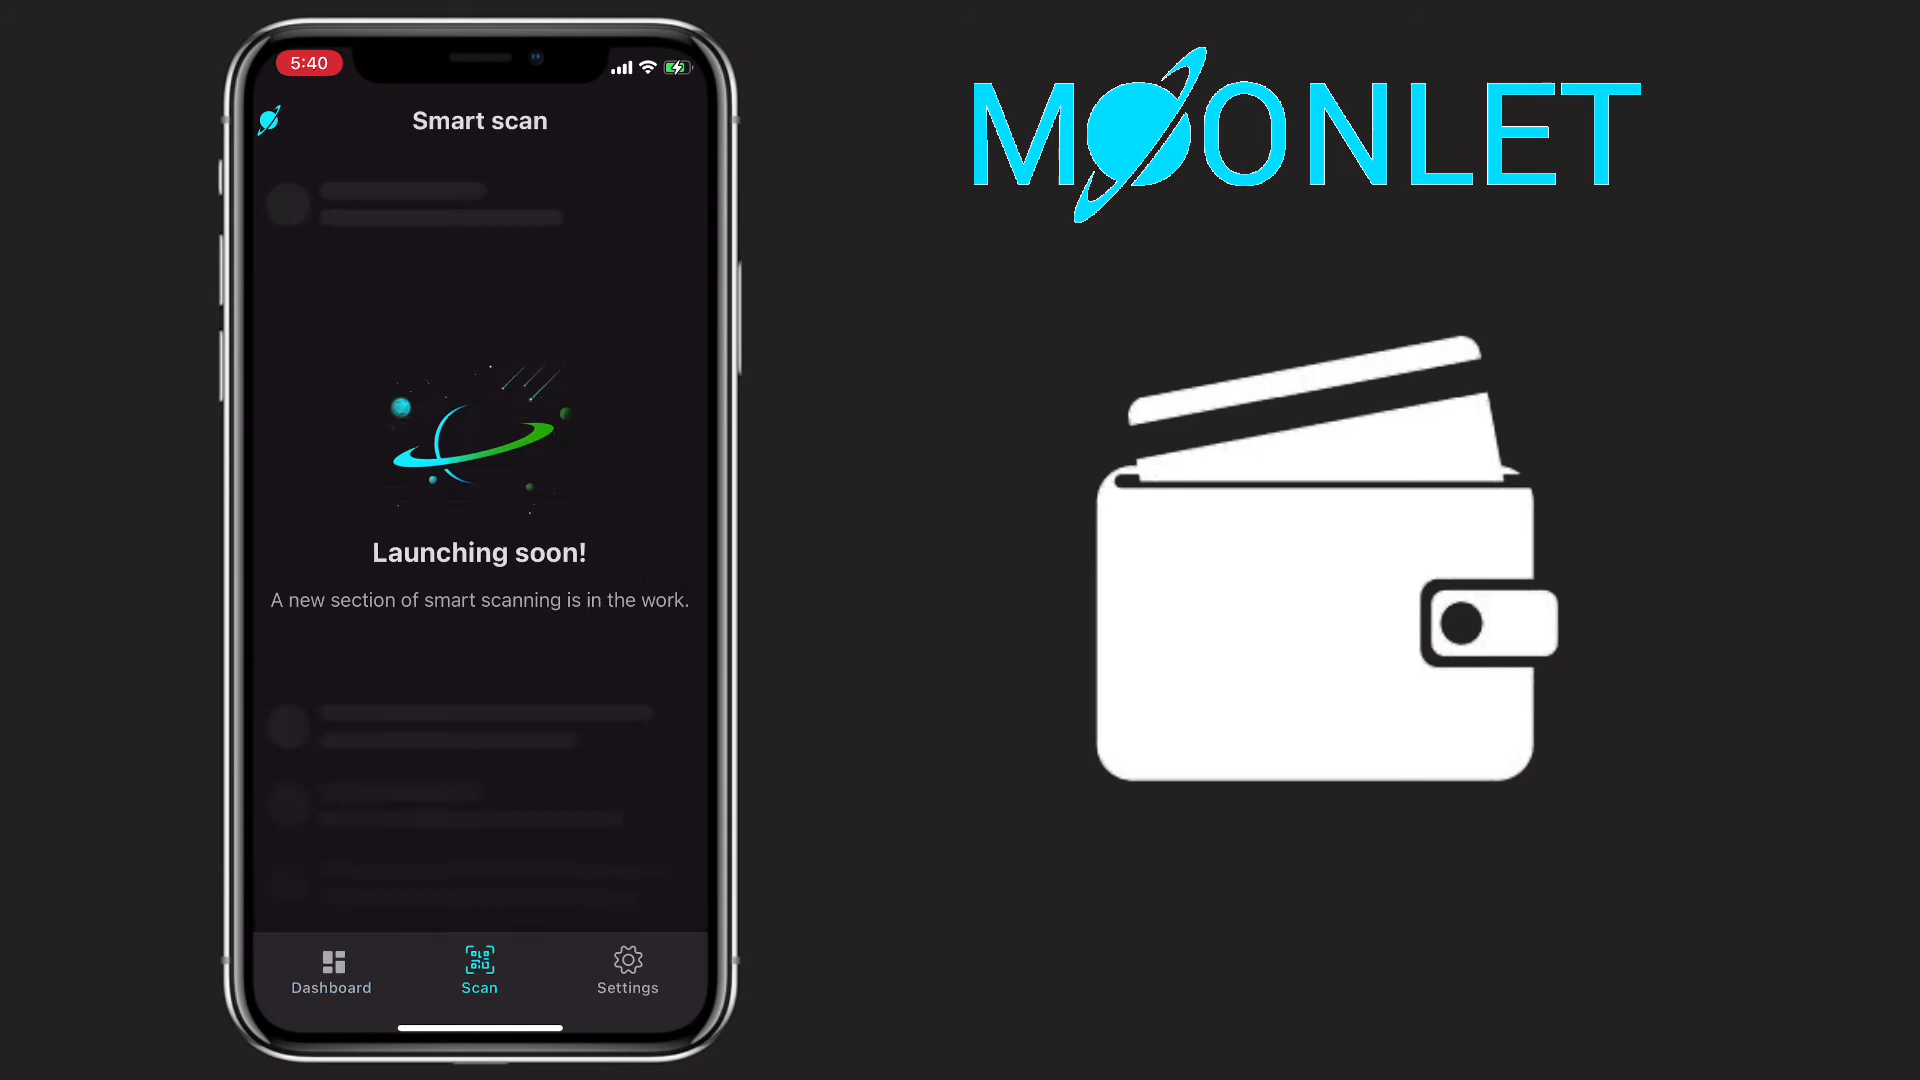 5:40
Smart scan
Launching soon!
A new section of smart scanning is in the work.
Dashboard
Scan
Settings
MOONLET